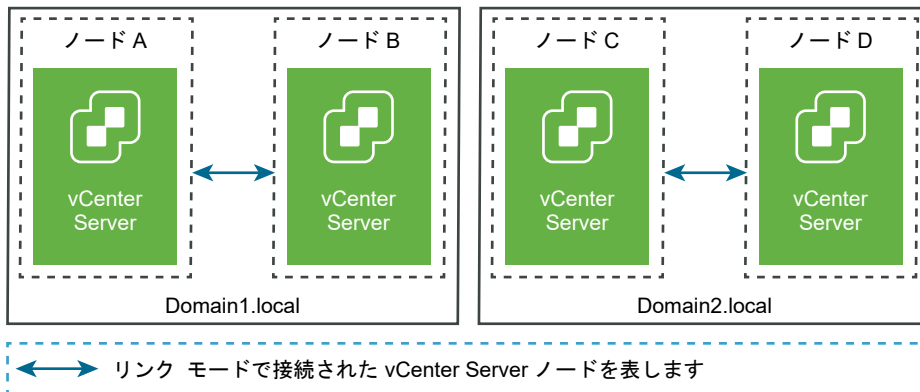 ノード A
ノード B
ノード C
ノード D
vCenter
Server
vCenter
Server
vCenter
Server
vCenter
Server
Domain1.local
Domain2.local
リンク モードで接続された vCenter Server ノードを表します